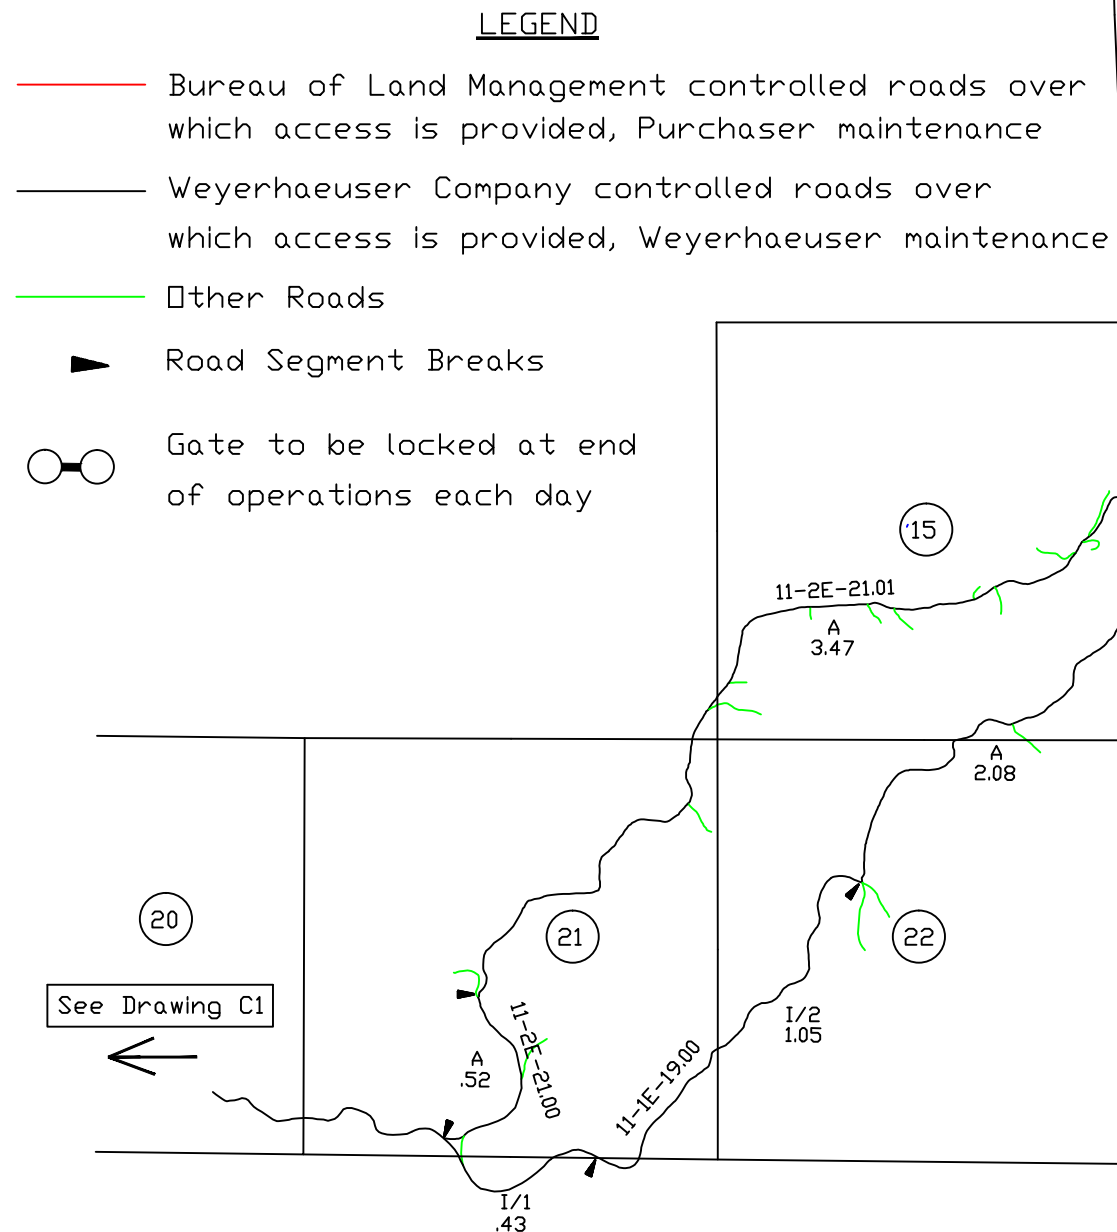 LEGEND
Bureau of Land Management controlled roads over
which access is provided, Purchaser maintenance
Weyerhaeuser Company controlled roads over
which access is provided, Weyerhaeuser maintenance
Other Roads
Road Segment Breaks
Gate to be locked at end
of operations each day
15
11-2E-21.01
A
3.47
A
2.08
20
21
22
See Drawing C1
11-2E-21.00
A
.52
I/2
1.05
11-1E-19.00
I/1
.43